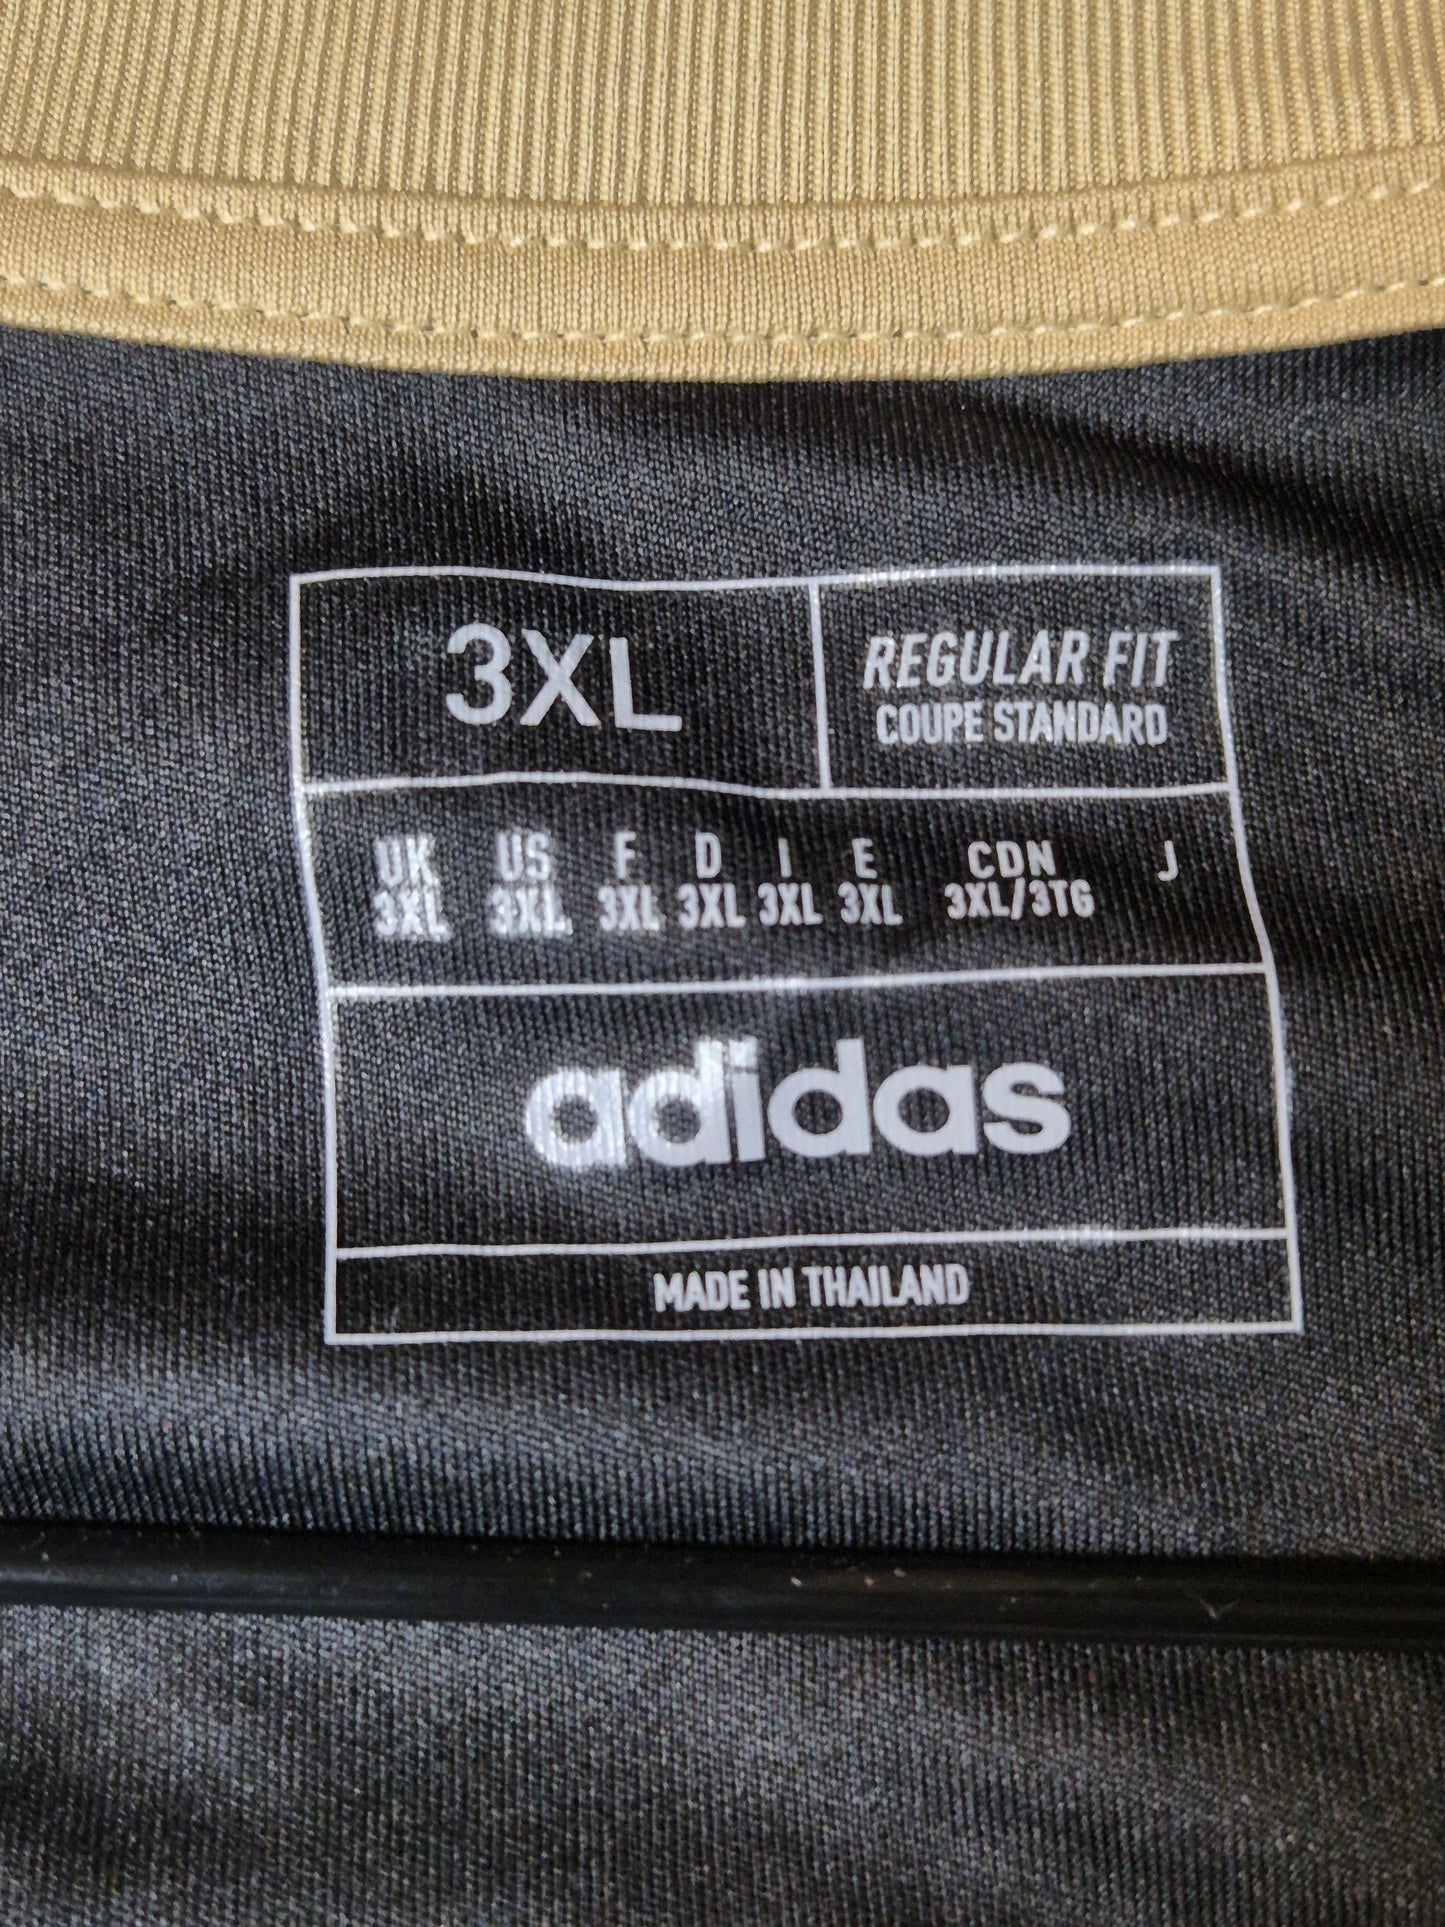 3XL
REGULAR FIT
COUPE STANDARD
UK US F D I E CDN J
3XL 3XL 3XL 3XL 3XL 3XL 3XL/3TG
adidas
MADE IN THAILAND